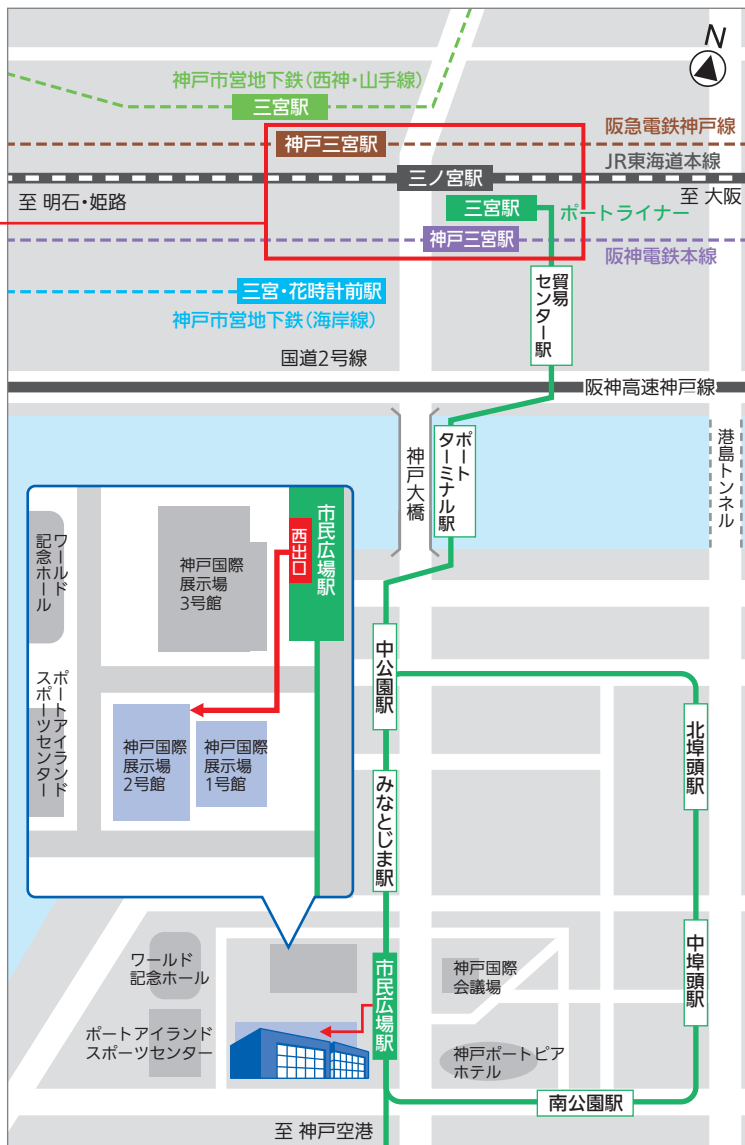 N
神戸市営地下鉄(西神・山手線)
三宮駅
阪急電鉄神戸線
神戸三宮駅
JR東海道本線
三ノ宮駅
至 明石・姫路
至 大阪
三宮駅
ポートライナー
神戸三宮駅
阪神電鉄本線
貿易
センター駅
三宮・花時計前駅
神戸市営地下鉄(海岸線)
国道2号線
阪神高速神戸線
ポート
ターミナル駅
神戸大橋
港島トンネル
市民広場駅
西出口
ワールド
記念ホール
神戸国際
展示場
3号館
ポートアイランド
スポーツセンター
神戸国際
展示場
2号館
神戸国際
展示場
1号館
中公園駅
北埠頭駅
みなとじま駅
ワールド
記念ホール
市民広場駅
神戸国際
会議場
中埠頭駅
ポートアイランド
スポーツセンター
神戸ポートピア
ホテル
南公園駅
至 神戸空港